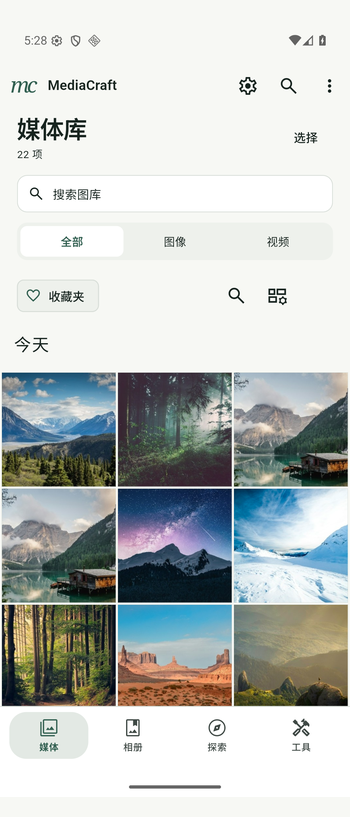 5:28
mc MediaCraft
媒体库
22 项
选择
搜索图库
全部 图像 视频
收藏夹
今天
媒体 相册 探索 工具